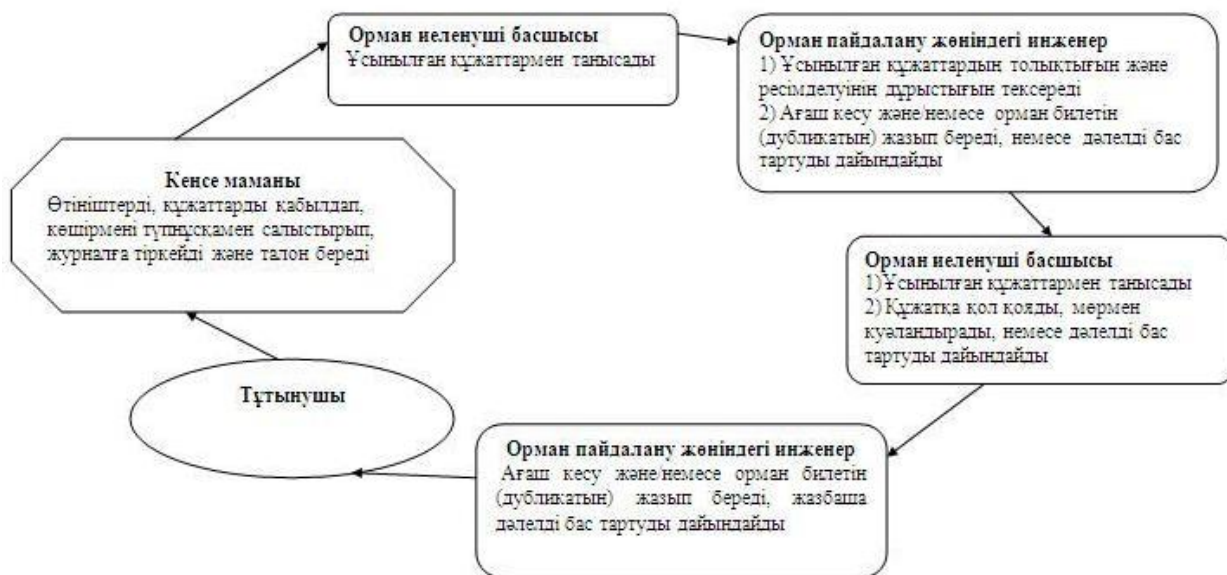 Орман иеленуші басшысы
Ұсынылған құжаттармен танысады
Орман пайдалану жөніндегі инженер
1) Ұсынылған құжаттардын толықтығын және
ресімделуінін дұрыстығын тексереді
2) Ағаш кесу және/немесе орман билетін
(дубликатын) жазып береді, немесе дәлелді бас
тартуды дайындайды
Кенсе маманы
Өтініштерді, құжаттарды қабылдап,
көшірмені түпнұсқамен салыстырып,
журналға тіркейді және талон береді
Орман иеленуші басшысы
1) Ұсынылған құжаттармен танысады
2) Құжатқа қол қояды, мөрмен
куәландырады, немесе дәлелді бас
тартуды дайындайды
Тұтынушы
Орман пайдалану жөніндегі инженер
Ағаш кесу және/немесе орман билетін
(дубликатын) жазып береді, жазбаша
дәлелді бас тартуды дайындайды